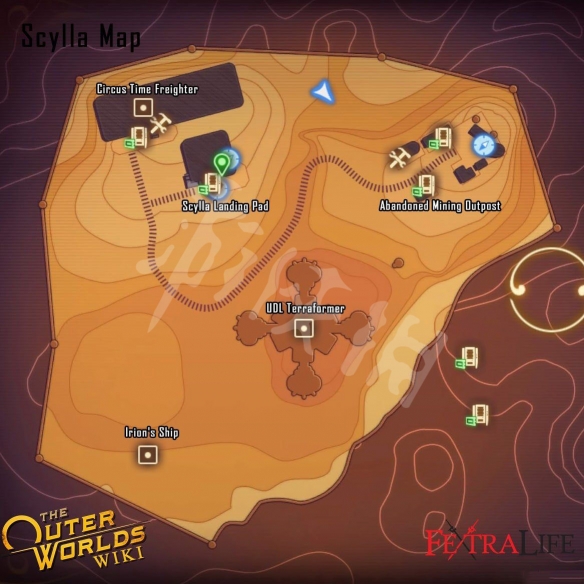 Scylla Map
Circus Time Freighter
Scylla Landing Pad
Abandoned Mining Outpost
UDL Terraformer
Irion's Ship
THE
OUTER
WORLDS
WIKI
FEXTRALIFE